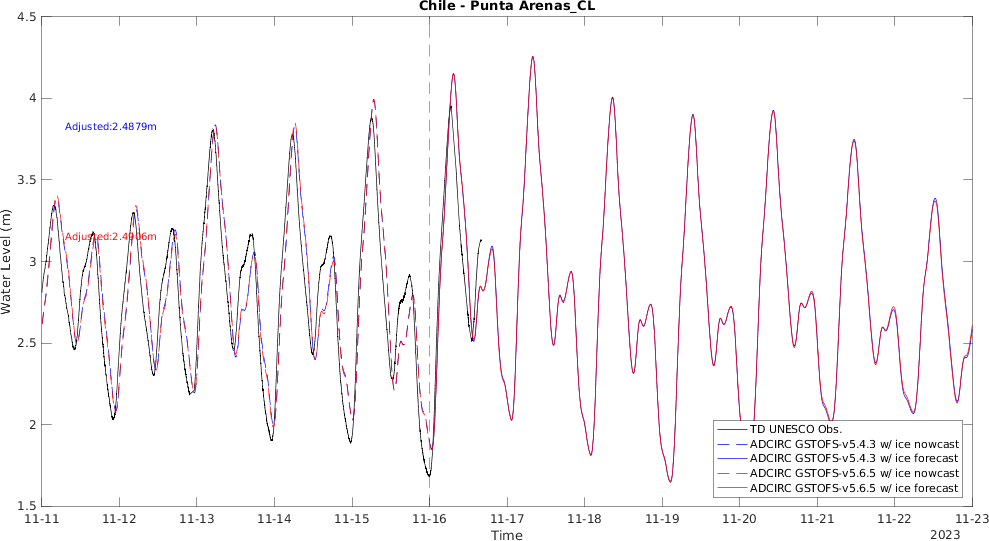 Chile - Punta Arenas_CL
4.5
4
3.5
3
2.5
2
1.5
Water Level (m)
Adjusted:2.4879m
Adjusted:2.4906m
TD UNESCO Obs.
ADCIRC GSTOFS-v5.4.3 w/ ice nowcast
ADCIRC GSTOFS-v5.4.3 w/ ice forecast
ADCIRC GSTOFS-v5.6.5 w/ ice nowcast
ADCIRC GSTOFS-v5.6.5 w/ ice forecast
11-11 11-12 11-13 11-14 11-15 11-16 11-17 11-18 11-19 11-20 11-21 11-22 11-23
Time
2023